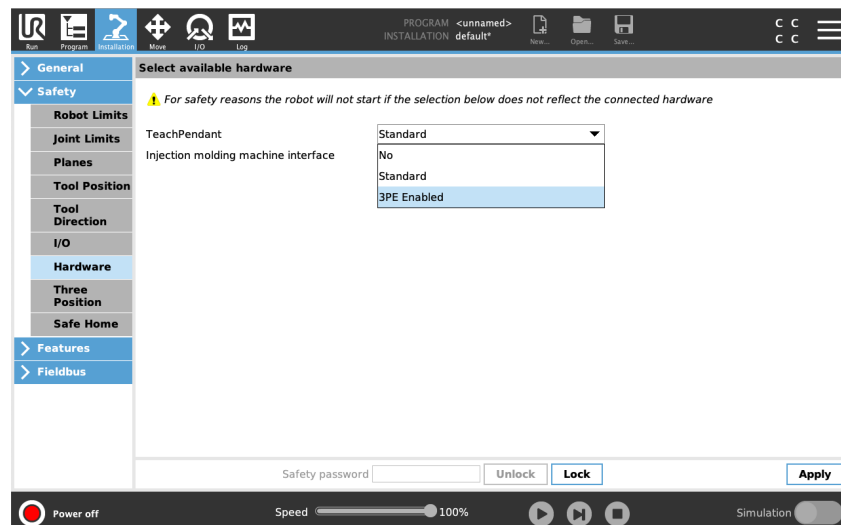 PROGRAM <unnamed>
INSTALLATION default*
UR
Run
Program
Installation
Move
I/O
Log
New...
Open...
Save...
C C
C C
General
Safety
Robot Limits
Joint Limits
Planes
Tool Position
Tool
Direction
I/O
Hardware
Three
Position
Safe Home
Features
Fieldbus
Select available hardware
For safety reasons the robot will not start if the selection below does not reflect the connected hardware
TeachPendant Standard
Injection molding machine interface No
Standard
3PE Enabled
Safety password Unlock Lock Apply
Power off Speed 100% Simulation